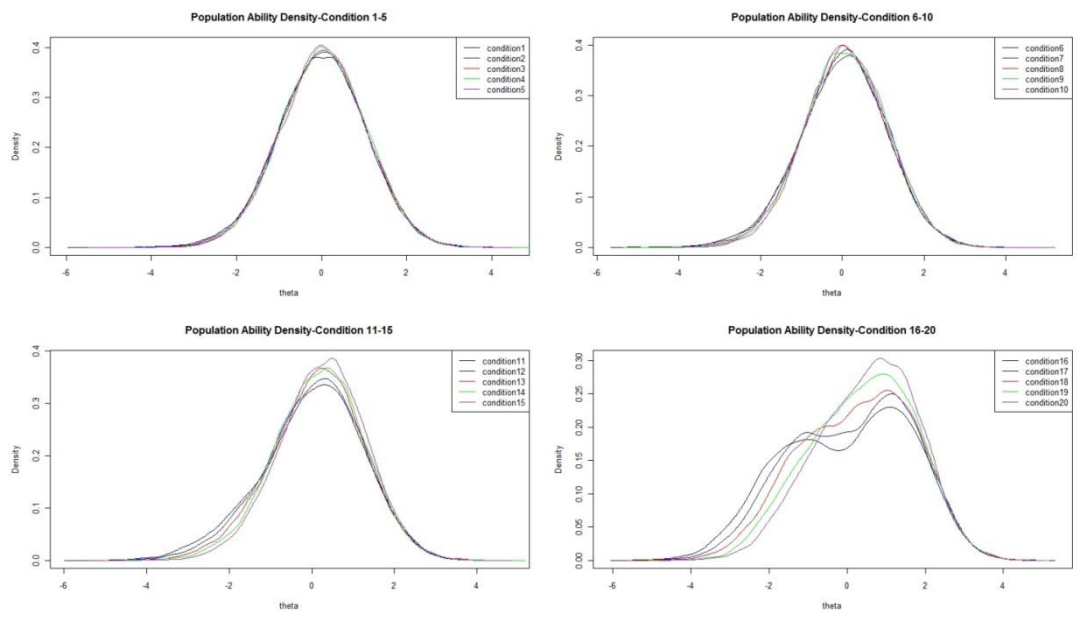 Population Ability Density-Condition 1-5
Density
0.0
0.1
0.2
0.3
0.4
-6
-4
-2
0
2
4
theta
condition1
condition2
condition3
condition4
condition5
Population Ability Density-Condition 6-10
Density
0.0
0.1
0.2
0.3
0.4
-6
-4
-2
0
2
4
theta
condition6
condition7
condition8
condition9
condition10
Population Ability Density-Condition 11-15
Density
0.0
0.1
0.2
0.3
0.4
-6
-4
-2
0
2
4
theta
condition11
condition12
condition13
condition14
condition15
Population Ability Density-Condition 16-20
Density
0.00
0.05
0.10
0.15
0.20
0.25
0.30
-6
-4
-2
0
2
4
theta
condition16
condition17
condition18
condition19
condition20